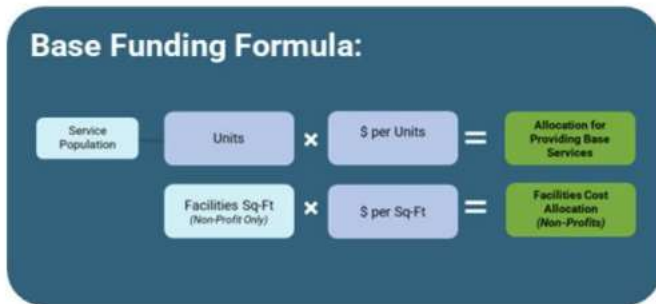 Base Funding Formula:
Service
Population
Units
×
$ per Units
=
Allocation for
Providing Base
Services
Facilities Sq-Ft
(Non-Profit Only)
×
$ per Sq-Ft
=
Facilities Cost
Allocation
(Non-Profits)